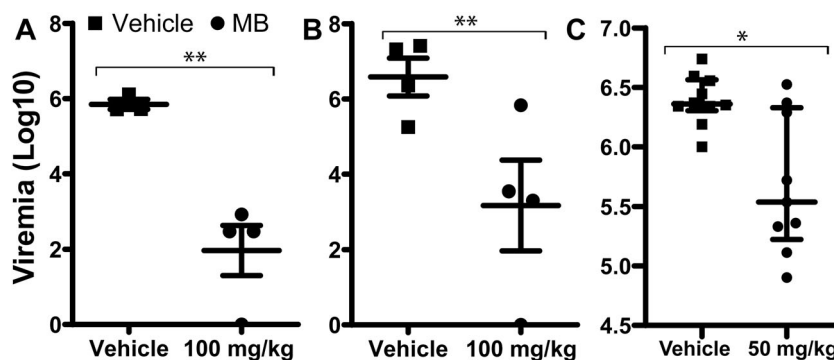 A ■ Vehicle ● MB
B
C
**
**
*
Viremia (Log10)
8
6
4
2
0
8
6
4
2
0
7.0
6.5
6.0
5.5
5.0
4.5
Vehicle 100 mg/kg
Vehicle 100 mg/kg
Vehicle 50 mg/kg